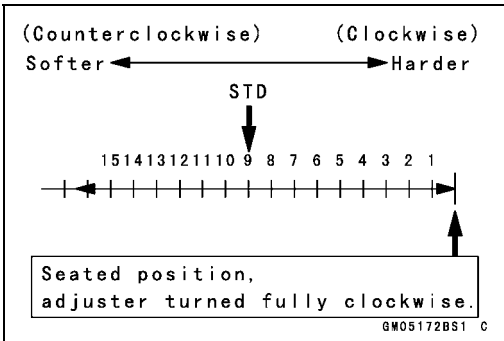 (Counterclockwise) (Clockwise)
Softer Harder
STD
15 14 13 12 11 10 9 8 7 6 5 4 3 2 1
Seated position,
adjuster turned fully clockwise.
GM05172BS1 C